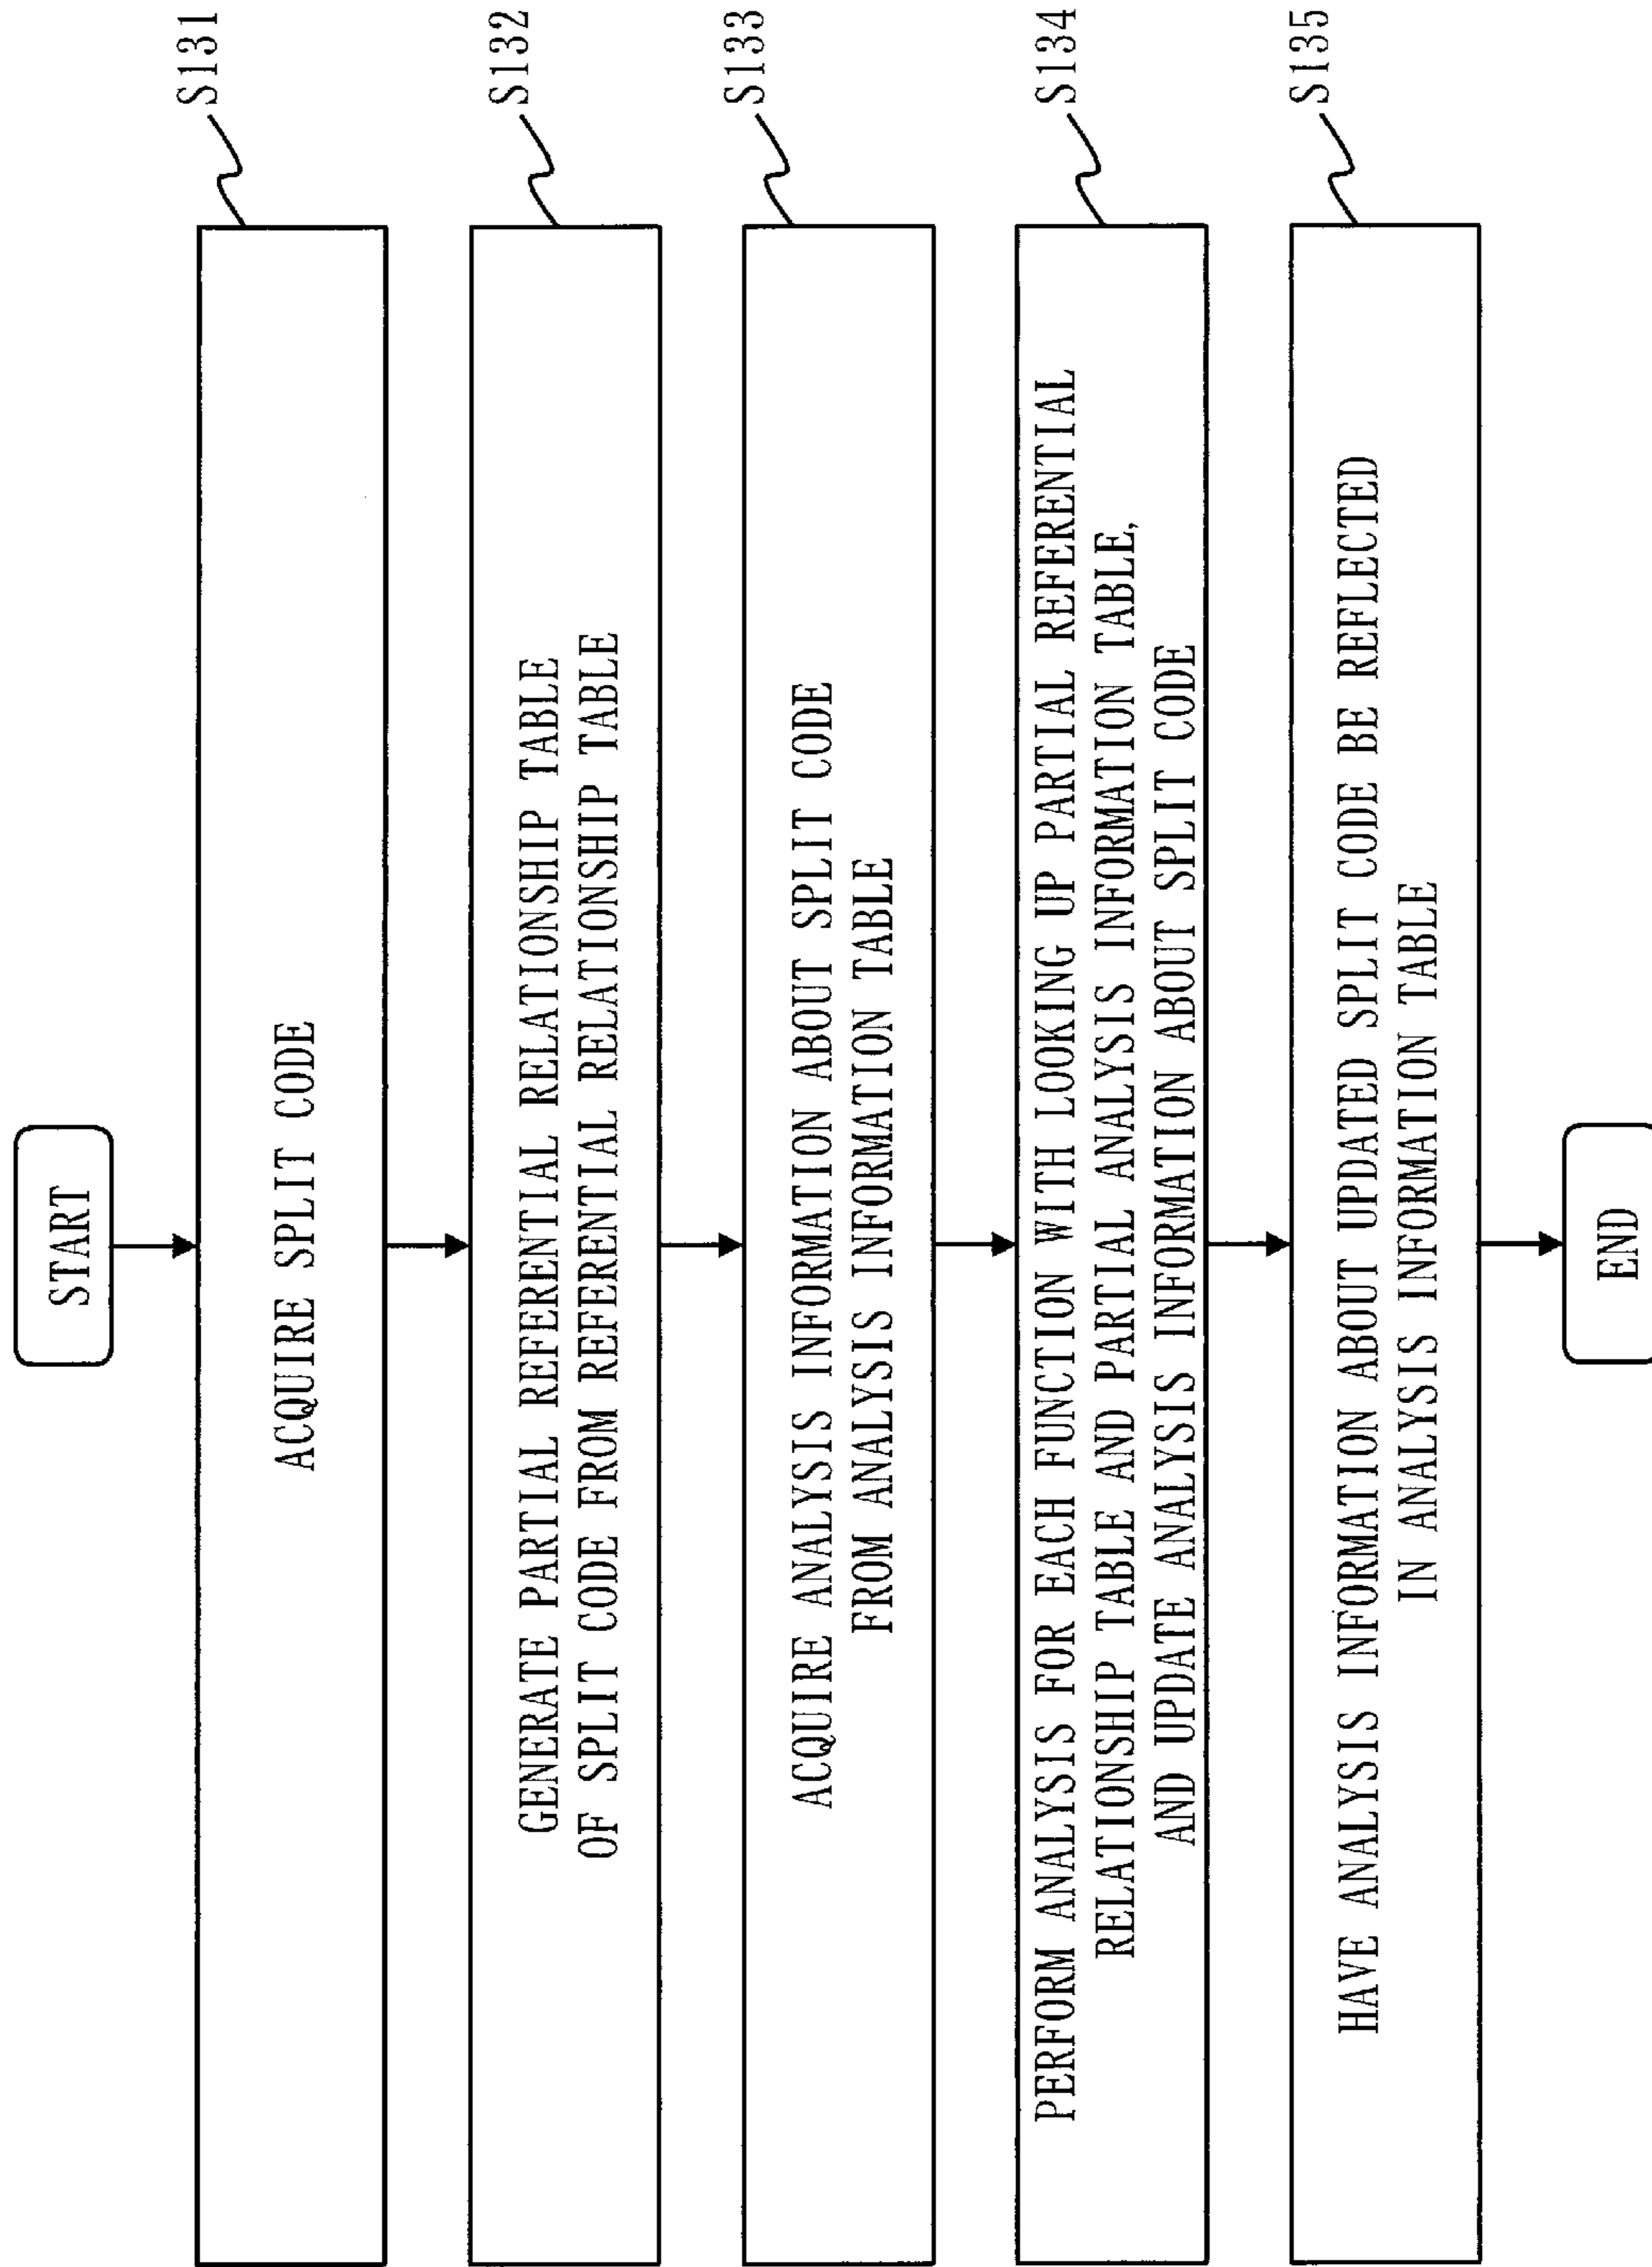 START
S131
ACQUIRE SPLIT CODE
S132
GENERATE PARTIAL REFERENTIAL RELATIONSHIP TABLE
OF SPLIT CODE FROM REFERENTIAL RELATIONSHIP TABLE
S133
ACQUIRE ANALYSIS INFORMATION ABOUT SPLIT CODE
FROM ANALYSIS INFORMATION TABLE
S134
PERFORM ANALYSIS FOR EACH FUNCTION WITH LOOKING UP PARTIAL REFERENTIAL
RELATIONSHIP TABLE AND PARTIAL ANALYSIS INFORMATION TABLE,
AND UPDATE ANALYSIS INFORMATION ABOUT SPLIT CODE
S135
HAVE ANALYSIS INFORMATION ABOUT UPDATED SPLIT CODE BE REFLECTED
IN ANALYSIS INFORMATION TABLE
END